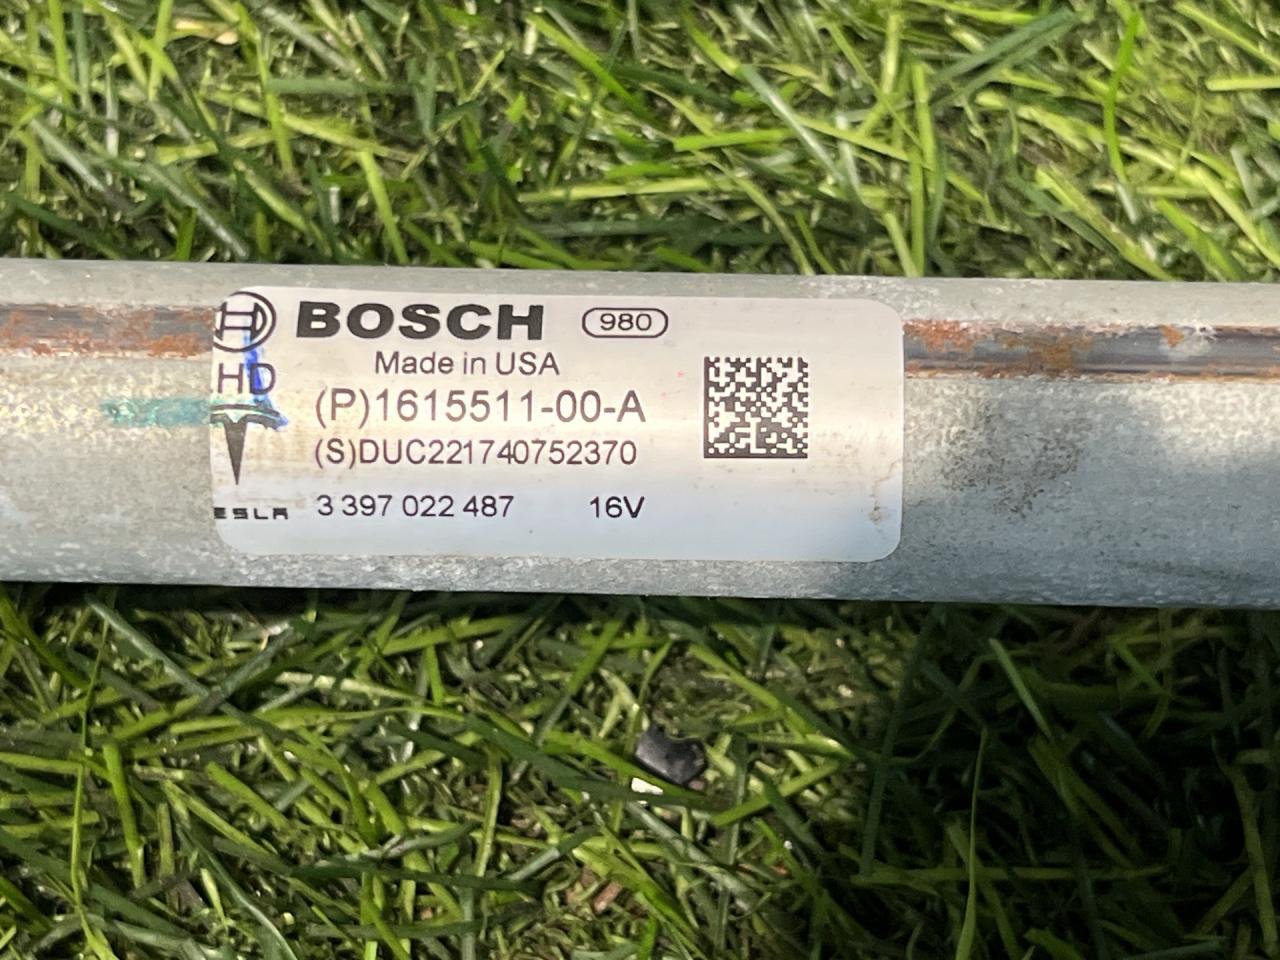 BOSCH 980
Made in USA
HD
(P)1615511-00-A
(S)DUC221740752370
ESLA 3 397 022 487 16V